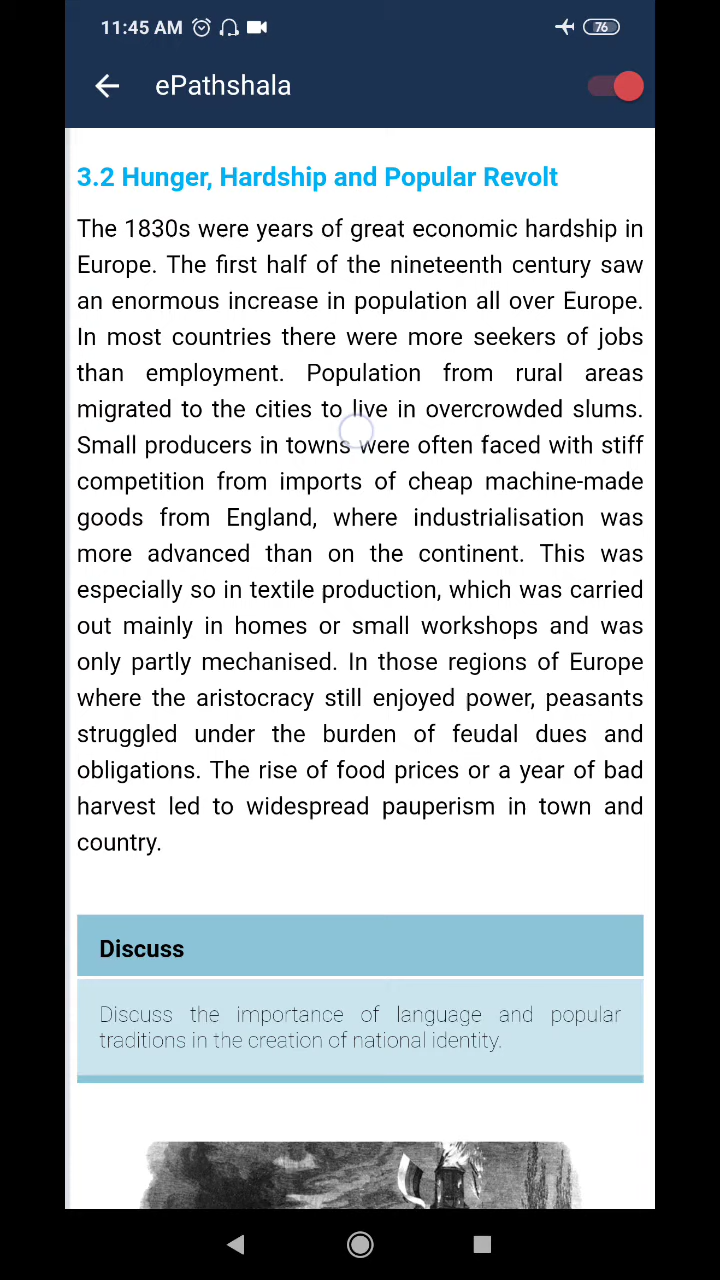 11:45 AM 76
ePathshala
3.2 Hunger, Hardship and Popular Revolt
The 1830s were years of great economic hardship in
Europe. The first half of the nineteenth century saw
an enormous increase in population all over Europe.
In most countries there were more seekers of jobs
than employment. Population from rural areas
migrated to the cities to live in overcrowded slums.
Small producers in towns were often faced with stiff
competition from imports of cheap machine-made
goods from England, where industrialisation was
more advanced than on the continent. This was
especially so in textile production, which was carried
out mainly in homes or small workshops and was
only partly mechanised. In those regions of Europe
where the aristocracy still enjoyed power, peasants
struggled under the burden of feudal dues and
obligations. The rise of food prices or a year of bad
harvest led to widespread pauperism in town and
country.
Discuss
Discuss the importance of language and popular
traditions in the creation of national identity.